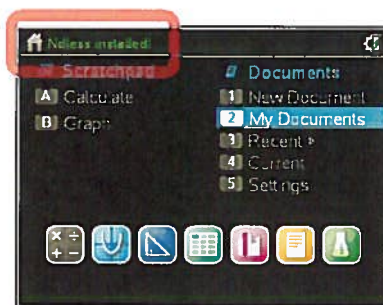 Ndless installed!
Scratchpad
A Calculate
B Graph
Documents
1 New Document
2 My Documents
3 Recent
4 Current
5 Settings